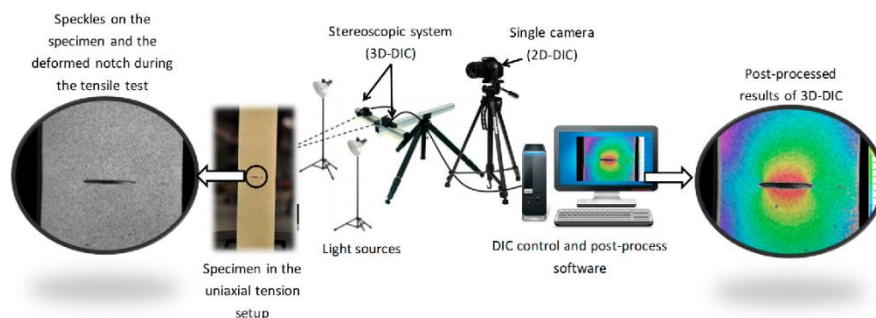 Speckles on the
specimen and the
deformed notch during
the tensile test
Stereoscopic system
(3D-DIC)
Single camera
(2D-DIC)
Post-processed
results of 3D-DIC
Light sources
DIC control and post-process
software
Specimen in the
uniaxial tension
setup